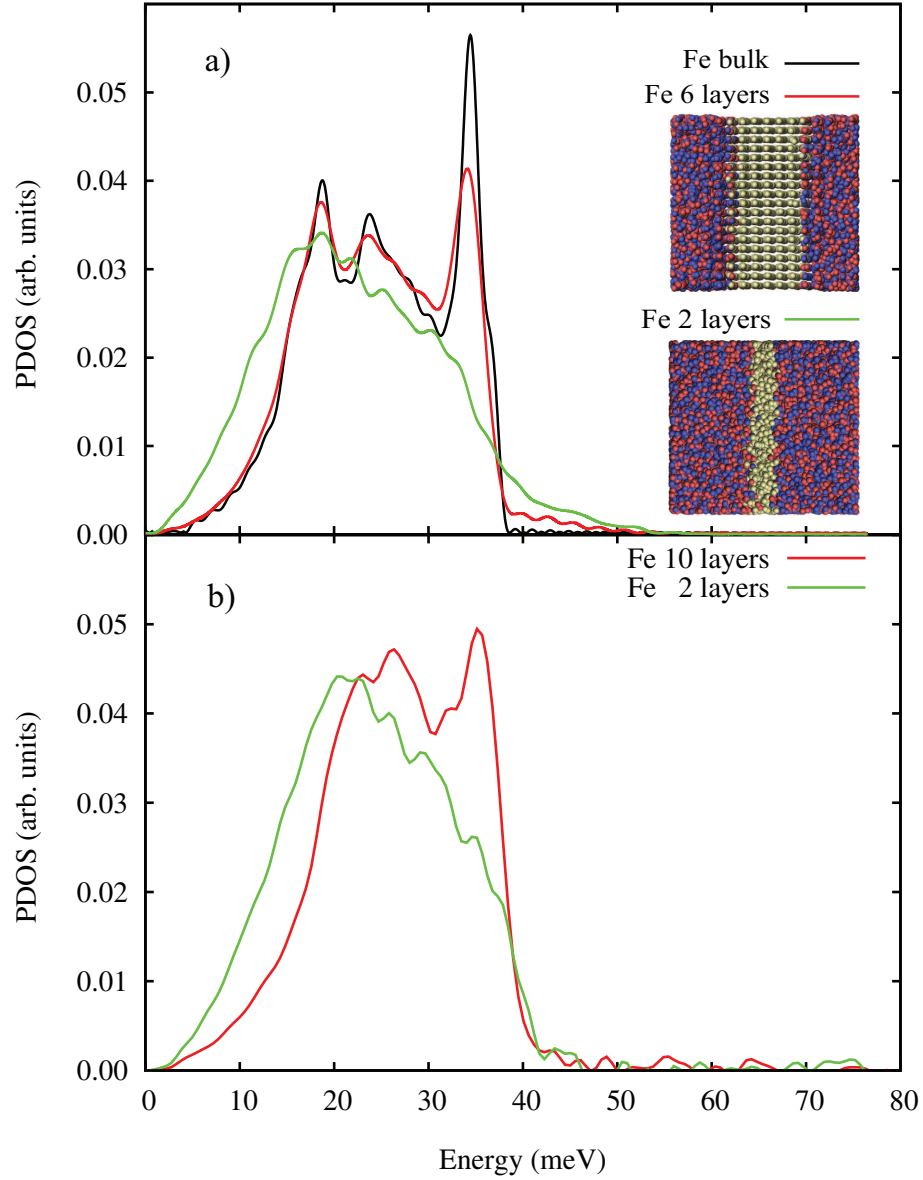 a)
Fe bulk
Fe 6 layers
Fe 2 layers
0.05
0.04
0.03
0.02
0.01
0.00
PDOS (arb. units)
b)
Fe 10 layers
Fe 2 layers
0.05
0.04
0.03
0.02
0.01
0.00
PDOS (arb. units)
0 10 20 30 40 50 60 70 80
Energy (meV)